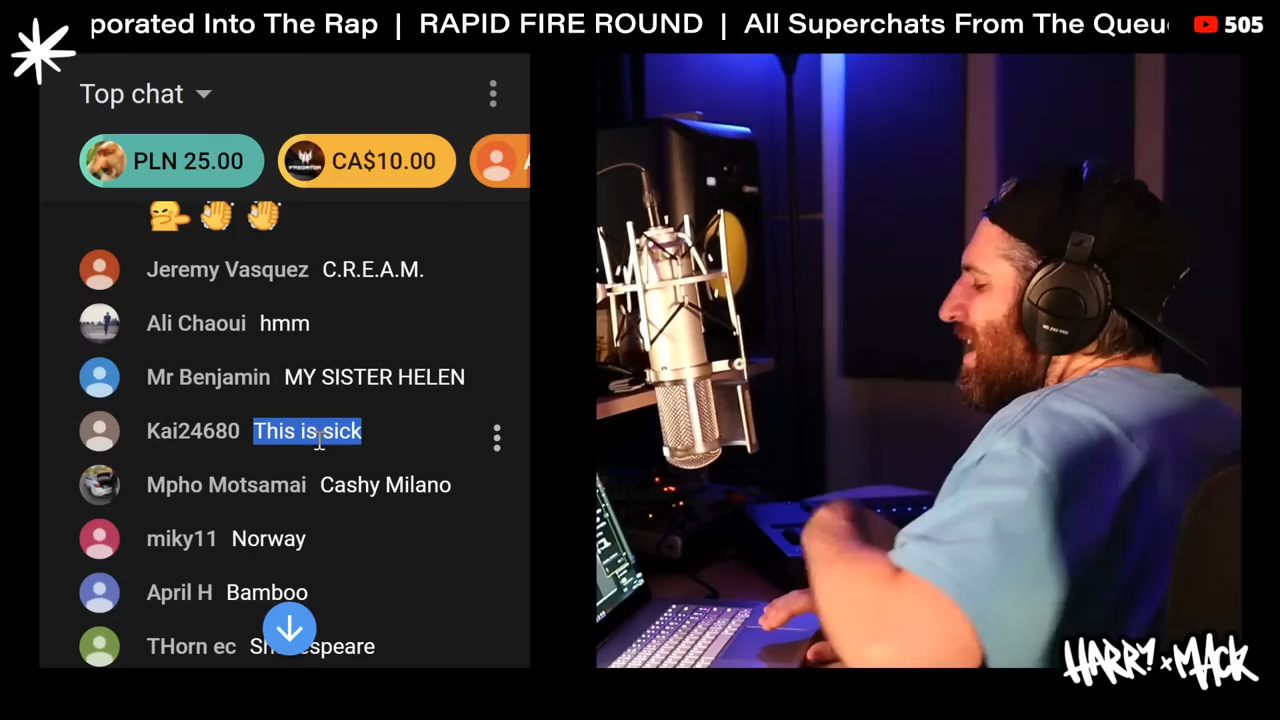 porated Into The Rap | RAPID FIRE ROUND | All Superchats From The Queu
505
Top chat
PLN 25.00 CA$10.00
Jeremy Vasquez C.R.E.A.M.
Ali Chaoui hmm
Mr Benjamin MY SISTER HELEN
Kai24680 This is sick
Mpho Motsamai Cashy Milano
miky11 Norway
April H Bamboo
THorn ec Sh espeare
HARRY x MACK